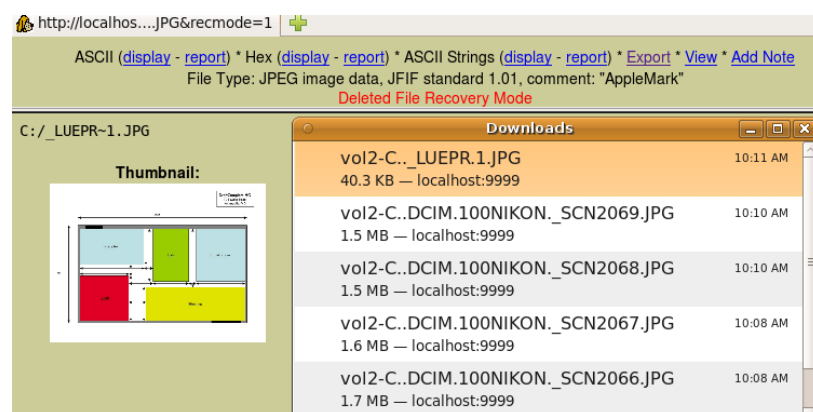 http://localhos....JPG&recmode=1
ASCII (display - report) * Hex (display - report) * ASCII Strings (display - report) * Export * View * Add Note
File Type: JPEG image data, JFIF standard 1.01, comment: "AppleMark"
Deleted File Recovery Mode
C:/_LUEPR~1.JPG
Thumbnail:
Downloads
vol2-C.._LUEPR.1.JPG 10:11 AM
40.3 KB — localhost:9999
vol2-C..DCIM.100NIKON._SCN2069.JPG 10:10 AM
1.5 MB — localhost:9999
vol2-C..DCIM.100NIKON._SCN2068.JPG 10:10 AM
1.5 MB — localhost:9999
vol2-C..DCIM.100NIKON._SCN2067.JPG 10:08 AM
1.6 MB — localhost:9999
vol2-C..DCIM.100NIKON._SCN2066.JPG 10:08 AM
1.7 MB — localhost:9999